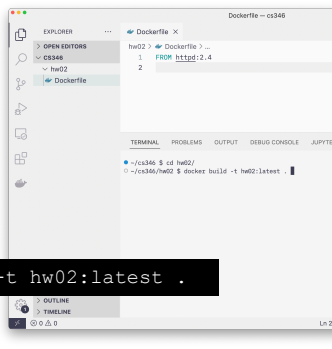 Dockerfile — cs346
EXPLORER
Dockerfile
OPEN EDITORS
CS346
hw02
Dockerfile
hw02 > Dockerfile > ...
1 FROM httpd:2.4
2
TERMINAL PROBLEMS OUTPUT DEBUG CONSOLE JUPYTE
~/cs346 $ cd hw02/
~/cs346/hw02 $ docker build -t hw02:latest .
-t hw02:latest .
OUTLINE
TIMELINE
1
0 0
Ln 2